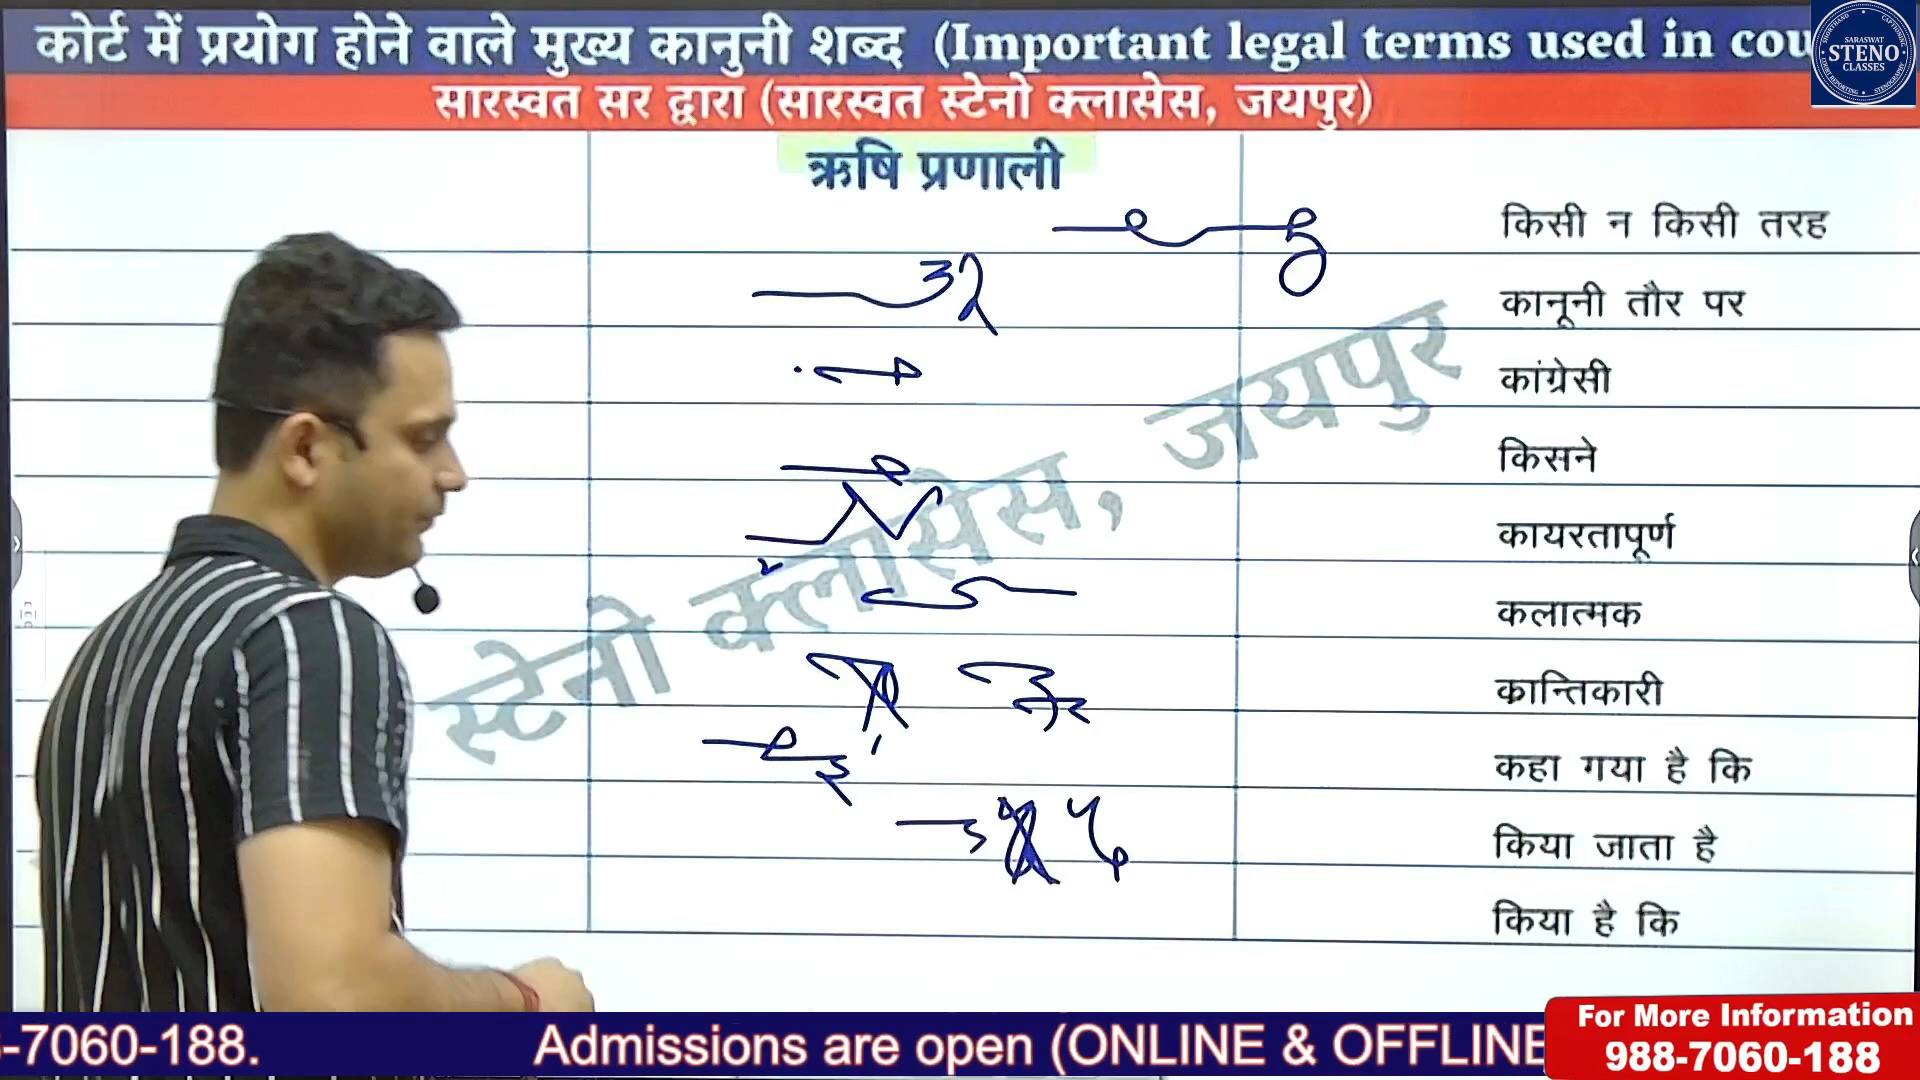 कोर्ट में प्रयोग होने वाले मुख्य कानुनी शब्द (Important legal terms used in cou
SARASWAT
STENO
CLASSES
सारस्वत सर द्वारा (सारस्वत स्टेनो क्लासेस, जयपुर)
ऋषि प्रणाली
किसी न किसी तरह
कानूनी तौर पर
कांग्रेसी
किसने
कायरतापूर्ण
कलात्मक
क्रान्तिकारी
कहा गया है कि
किया जाता है
किया है कि
स्टेनो क्लासेस, जयपुर
-7060-188. Admissions are open (ONLINE & OFFLINE
For More Information
988-7060-188